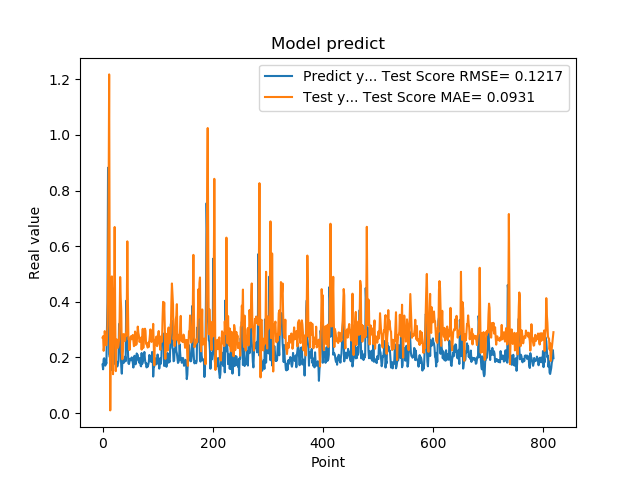 Model predict
Predict y... Test Score RMSE= 0.1217
Test y... Test Score MAE= 0.0931
1.2
1.0
0.8
0.6
0.4
0.2
0.0
Real value
0 200 400 600 800
Point